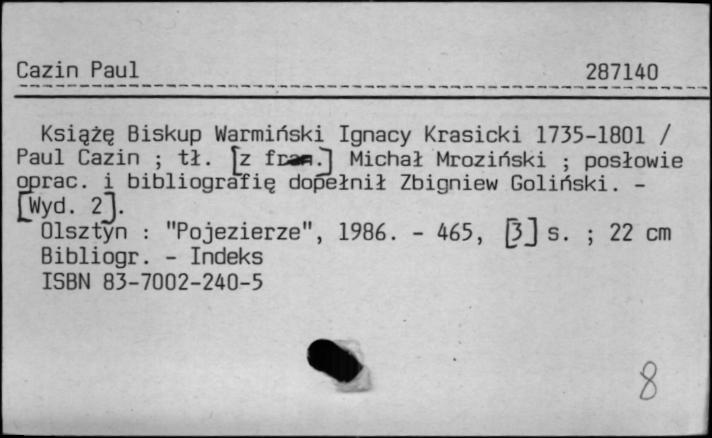 Cazin Paul 287140
Książę Biskup Warmiński Ignacy Krasicki 1735-1801 /
Paul Cazin ; tł. [z fran.] Michał Mroziński ; posłowie
oprac. i bibliografię dopełnił Zbigniew Goliński. -
[Wyd. 2].
Olsztyn : "Pojezierze", 1986. - 465, [3] s. ; 22 cm
Bibliogr. - Indeks
ISBN 83-7002-240-5
8